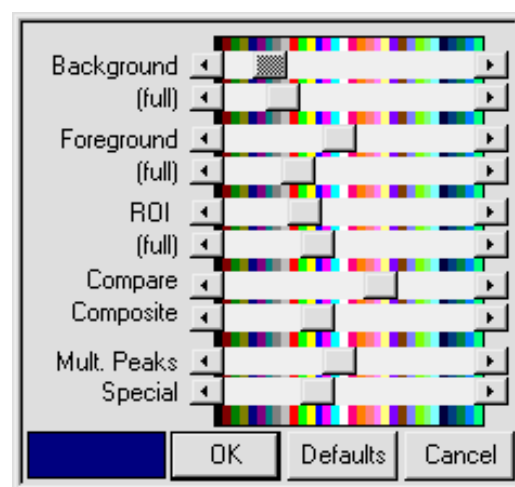 Background
(full)
Foreground
(full)
ROI
(full)
Compare
Composite
Mult. Peaks
Special
OK Defaults Cancel